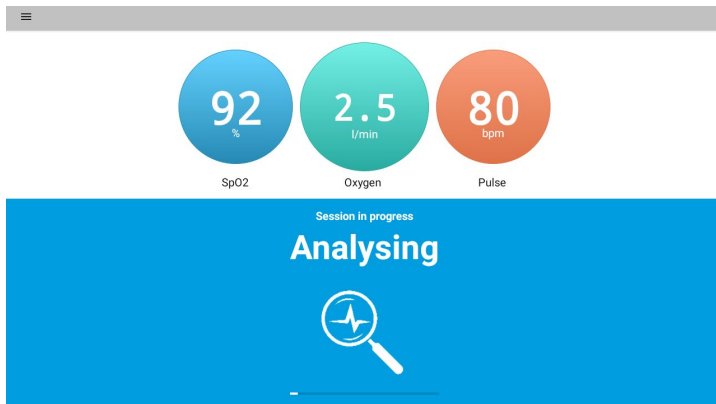 92 2.5 80
% l/min bpm
SpO2 Oxygen Pulse
Session in progress
Analysing